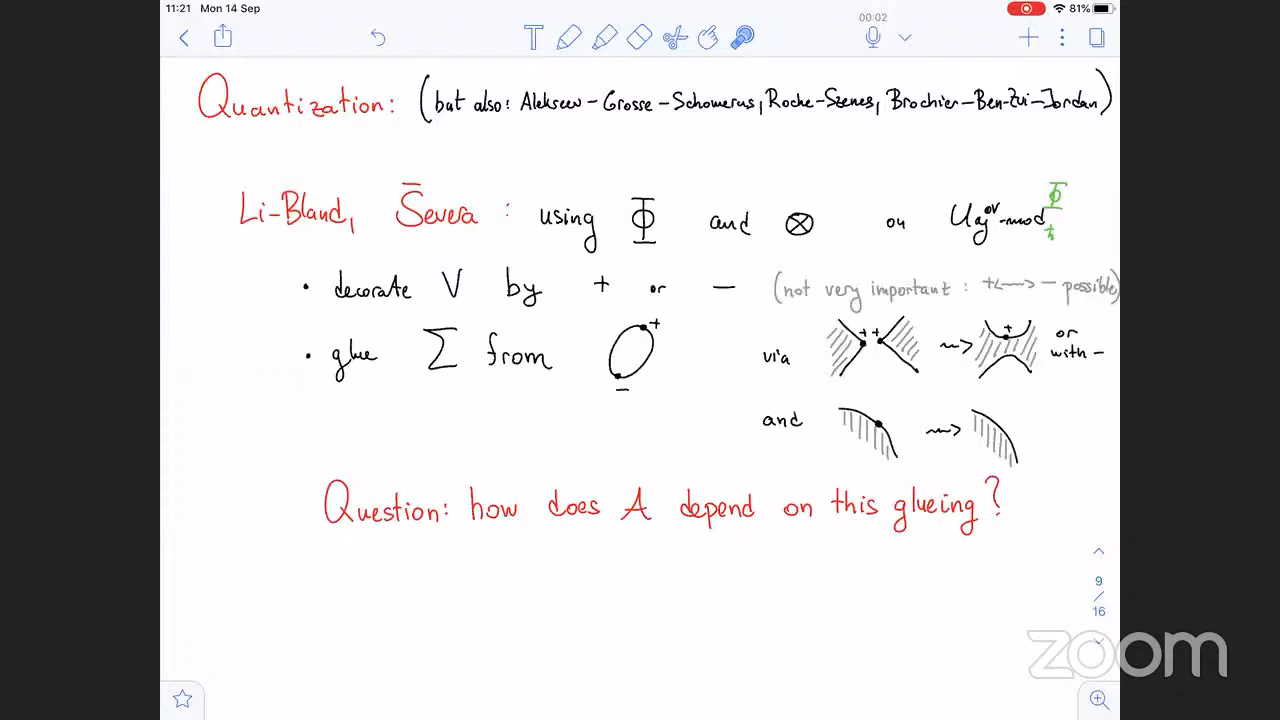 11:21 Mon 14 Sep
81%
00:02
Quantization: (but also: Alekseev-Grosse-Schomerus, Roche-Szenes, Brochier-Ben-Zvi-Jordan)
Li-Bland, Ševera : using Φ and ⊗ on U𝔤^ov-mod^Φ_ħ
• decorate V by + or − (not very important: + <--> − possible)
• glue Σ from + − via + + ~> + or with −
and ~>
Question: how does A depend on this glueing?
9
/
16
zoom